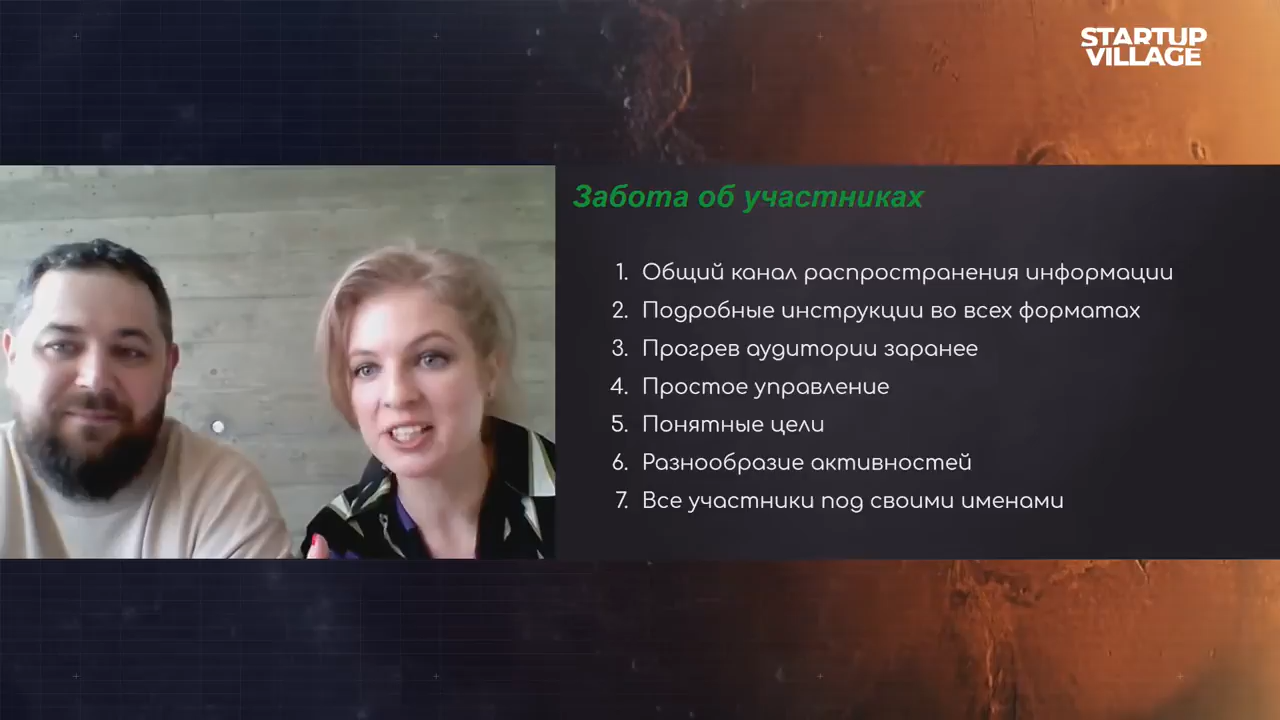 STARTUP
VILLAGE
Забота об участниках
1. Общий канал распространения информации
2. Подробные инструкции во всех форматах
3. Прогрев аудитории заранее
4. Простое управление
5. Понятные цели
6. Разнообразие активностей
7. Все участники под своими именами